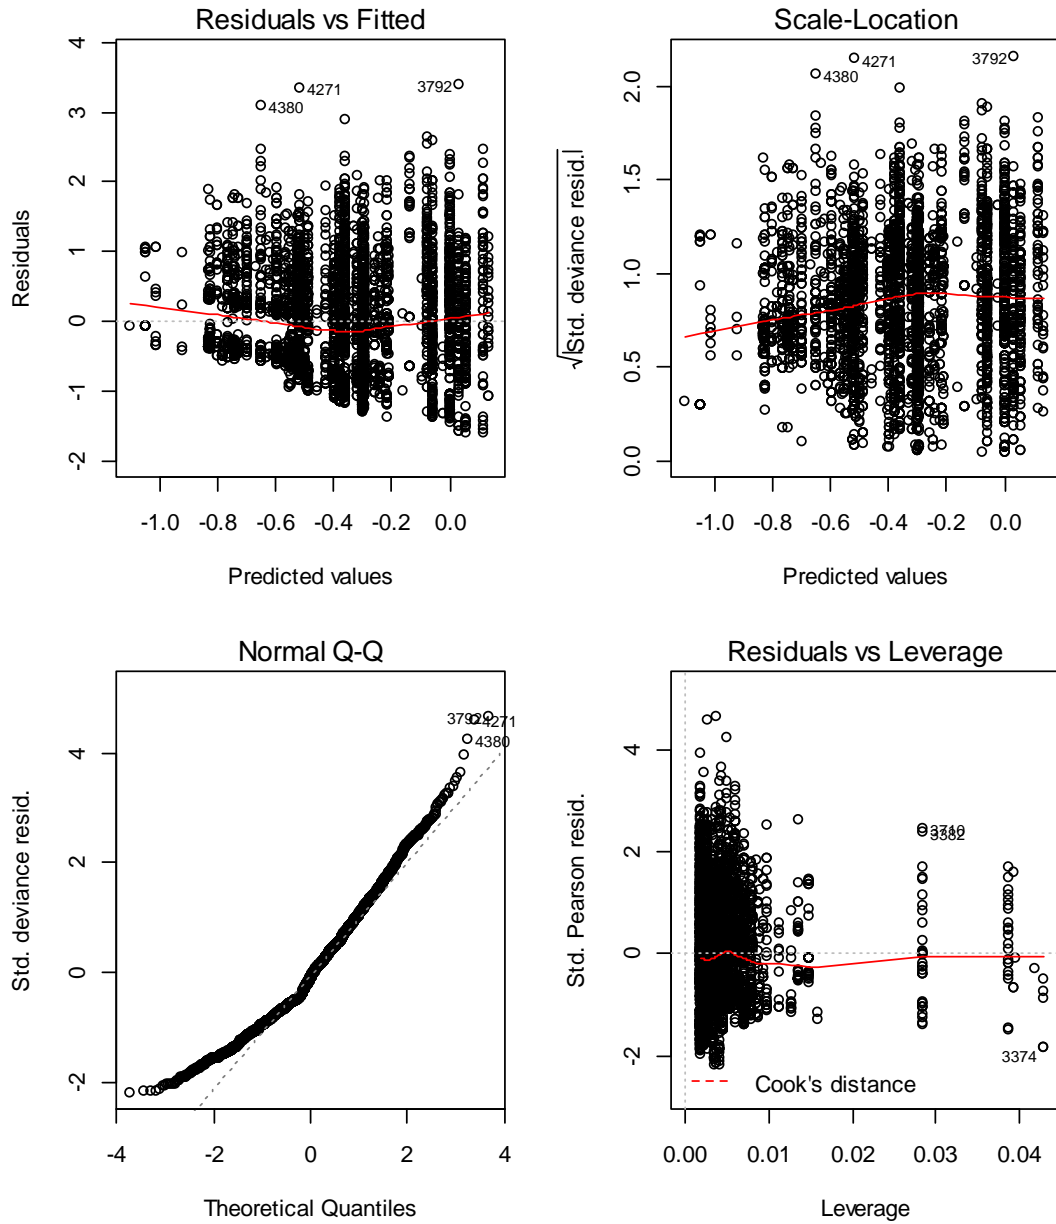 Residuals vs Fitted
Residuals
4
3
2
1
0
-1
-2
4271
4380
3792
-1.0 -0.8 -0.6 -0.4 -0.2 0.0
Predicted values
Scale-Location
√|Std. deviance resid.|
2.0
1.5
1.0
0.5
0.0
4271
4380
3792
-1.0 -0.8 -0.6 -0.4 -0.2 0.0
Predicted values
Normal Q-Q
Std. deviance resid.
4
2
0
-2
3792
4271
4380
-4 -2 0 2 4
Theoretical Quantiles
Residuals vs Leverage
Std. Pearson resid.
4
2
0
-2
3710
3382
3374
Cook's distance
0.00 0.01 0.02 0.03 0.04
Leverage